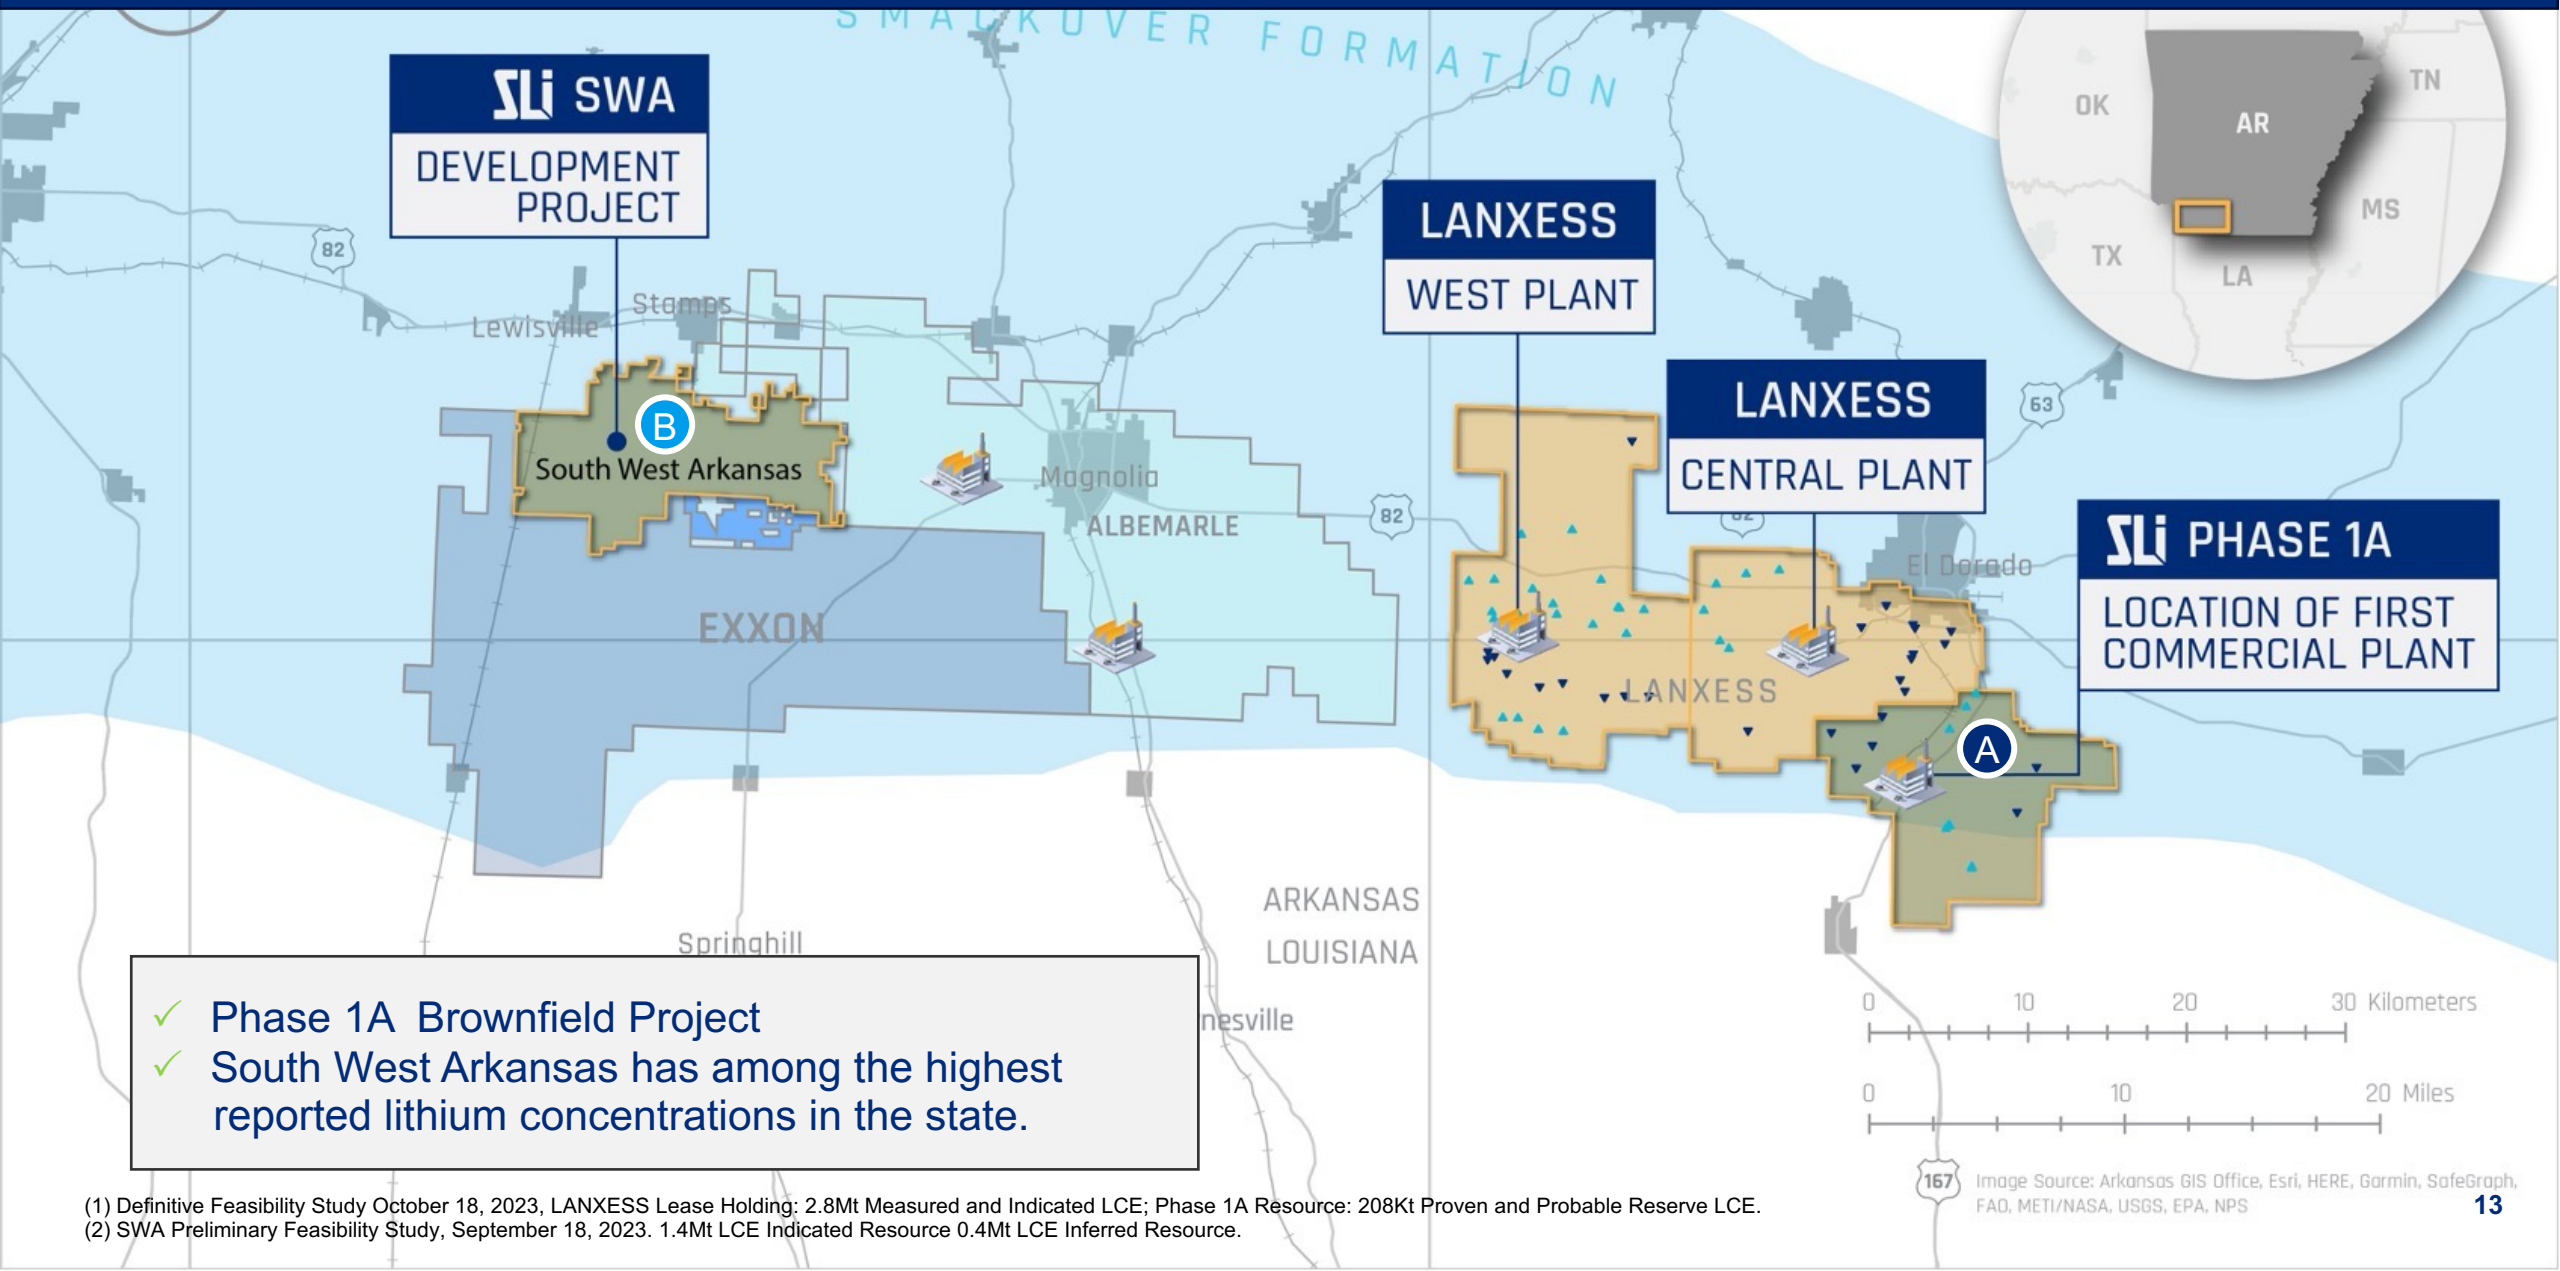 SMACKOVER FORMATION
SLi SWA
DEVELOPMENT
PROJECT
OK
AR
TN
MS
TX
LA
LANXESS
WEST PLANT
82
Stamps
Lewisville
LANXESS
CENTRAL PLANT
63
B
South West Arkansas
Magnolia
ALBEMARLE
82
82
El Dorado
SLi PHASE 1A
LOCATION OF FIRST
COMMERCIAL PLANT
EXXON
LANXESS
A
ARKANSAS
LOUISIANA
Springhill
nesville
✓ Phase 1A Brownfield Project
✓ South West Arkansas has among the highest
reported lithium concentrations in the state.
0 10 20 30 Kilometers
0 10 20 Miles
167
Image Source: Arkansas GIS Office, Esri, HERE, Garmin, SafeGraph,
FAO, METI/NASA, USGS, EPA, NPS
(1) Definitive Feasibility Study October 18, 2023, LANXESS Lease Holding: 2.8Mt Measured and Indicated LCE; Phase 1A Resource: 208Kt Proven and Probable Reserve LCE.
(2) SWA Preliminary Feasibility Study, September 18, 2023. 1.4Mt LCE Indicated Resource 0.4Mt LCE Inferred Resource.
13